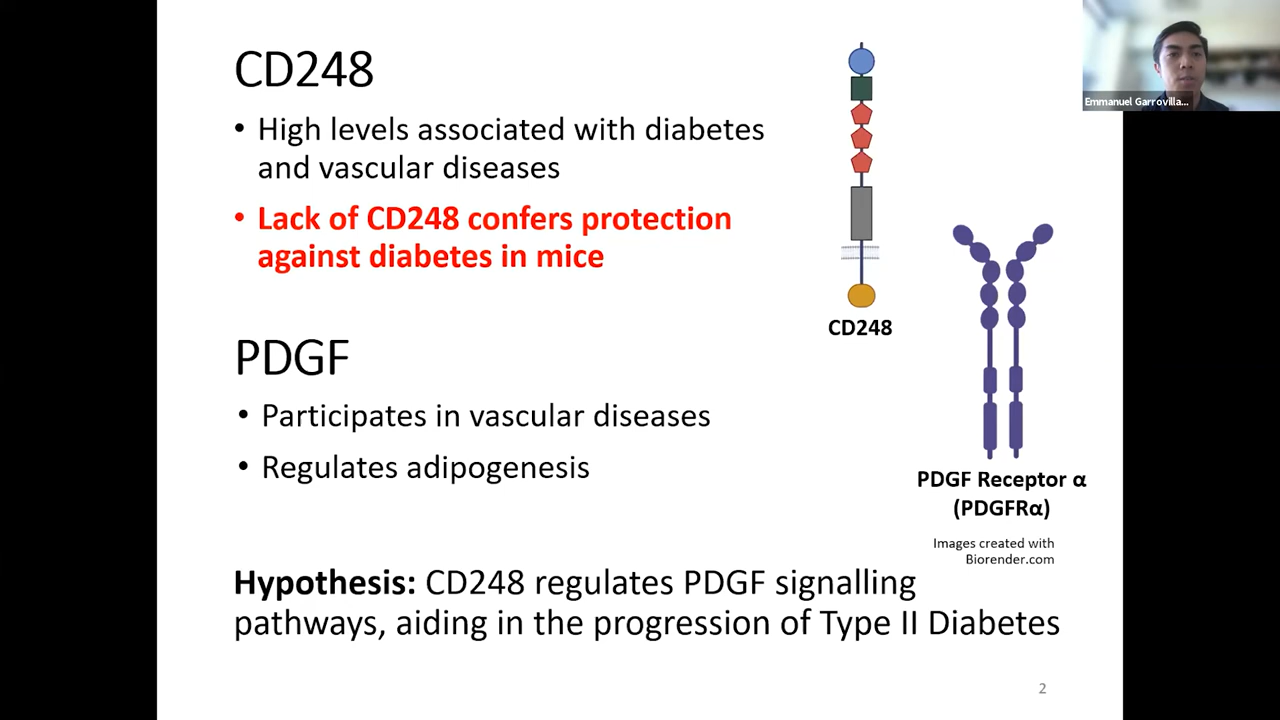 CD248
• High levels associated with diabetes
and vascular diseases
• Lack of CD248 confers protection
against diabetes in mice
CD248
PDGF
• Participates in vascular diseases
• Regulates adipogenesis
PDGF Receptor α
(PDGFRα)
Images created with
Biorender.com
Hypothesis: CD248 regulates PDGF signalling
pathways, aiding in the progression of Type II Diabetes
2
Emmanuel Garrovilla...